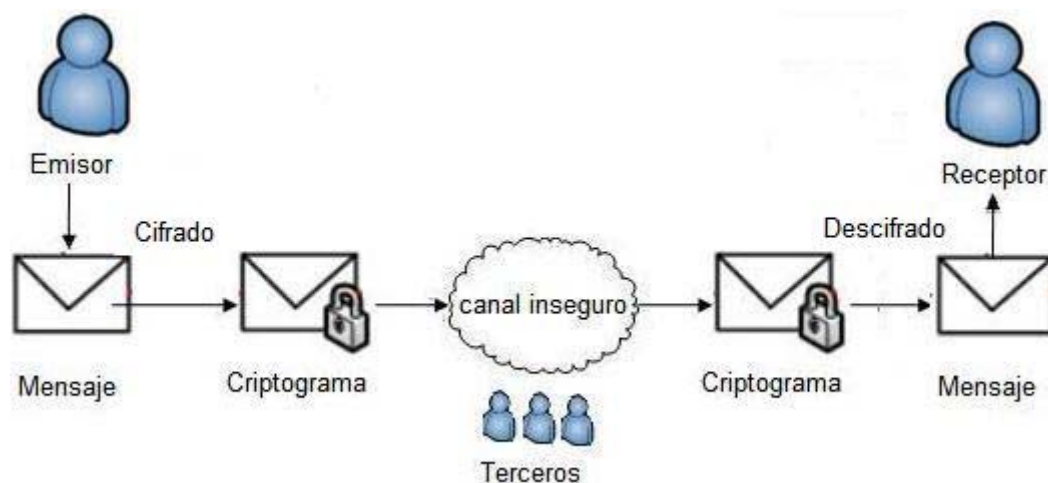 Emisor
Receptor
Cifrado
Descifrado
canal inseguro
Mensaje
Criptograma
Criptograma
Mensaje
Terceros